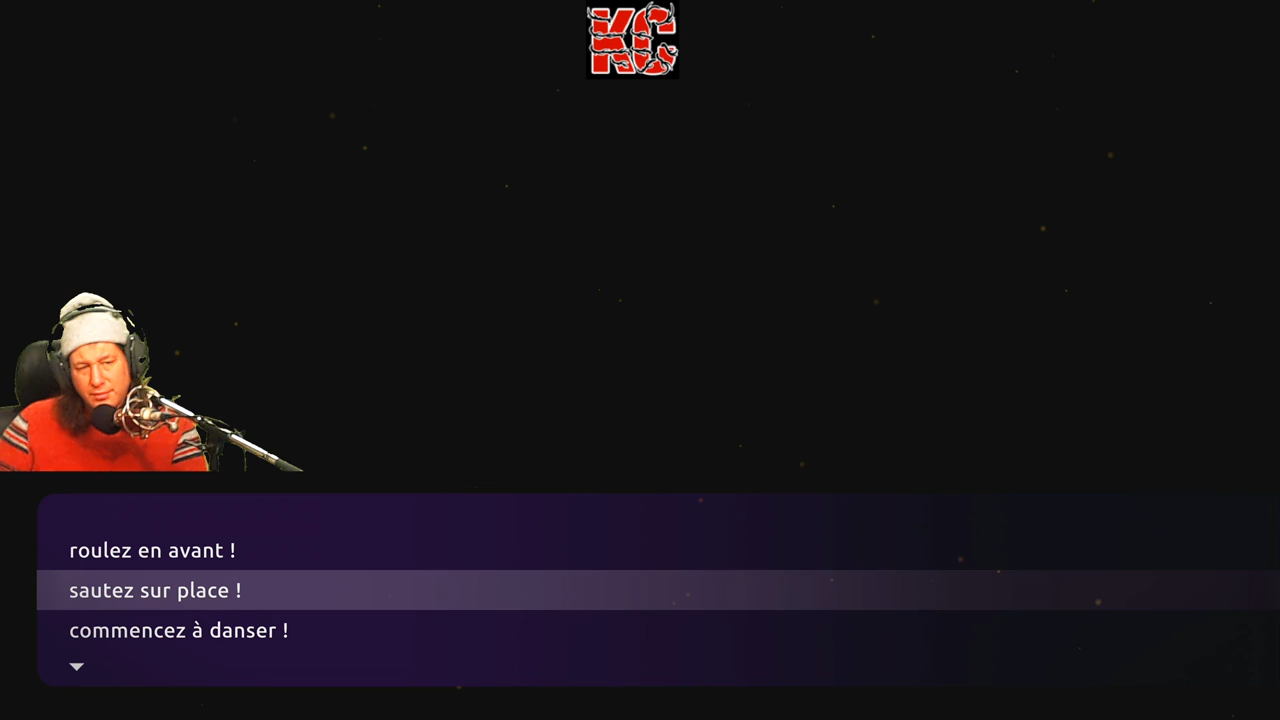 KC
roulez en avant !
sautez sur place !
commencez à danser !